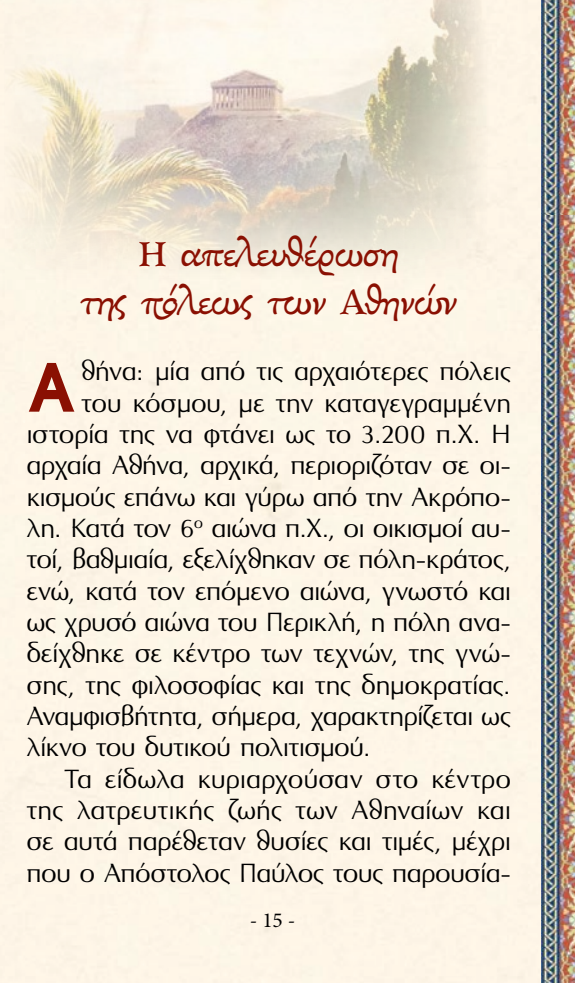 Η απελευθέρωση
της πόλεως των Αθηνών
Αθήνα: μία από τις αρχαιότερες πόλεις
του κόσμου, με την καταγεγραμμένη
ιστορία της να φτάνει ως το 3.200 π.Χ. Η
αρχαία Αθήνα, αρχικά, περιοριζόταν σε οι-
κισμούς επάνω και γύρω από την Ακρόπο-
λη. Κατά τον 6ο αιώνα π.Χ., οι οικισμοί αυ-
τοί, βαθμιαία, εξελίχθηκαν σε πόλη-κράτος,
ενώ, κατά τον επόμενο αιώνα, γνωστό και
ως χρυσό αιώνα του Περικλή, η πόλη ανα-
δείχθηκε σε κέντρο των τεχνών, της γνώ-
σης, της φιλοσοφίας και της δημοκρατίας.
Αναμφισβήτητα, σήμερα, χαρακτηρίζεται ως
λίκνο του δυτικού πολιτισμού.
Τα είδωλα κυριαρχούσαν στο κέντρο
της λατρευτικής ζωής των Αθηναίων και
σε αυτά παρέθεταν θυσίες και τιμές, μέχρι
που ο Απόστολος Παύλος τους παρουσία-
- 15 -